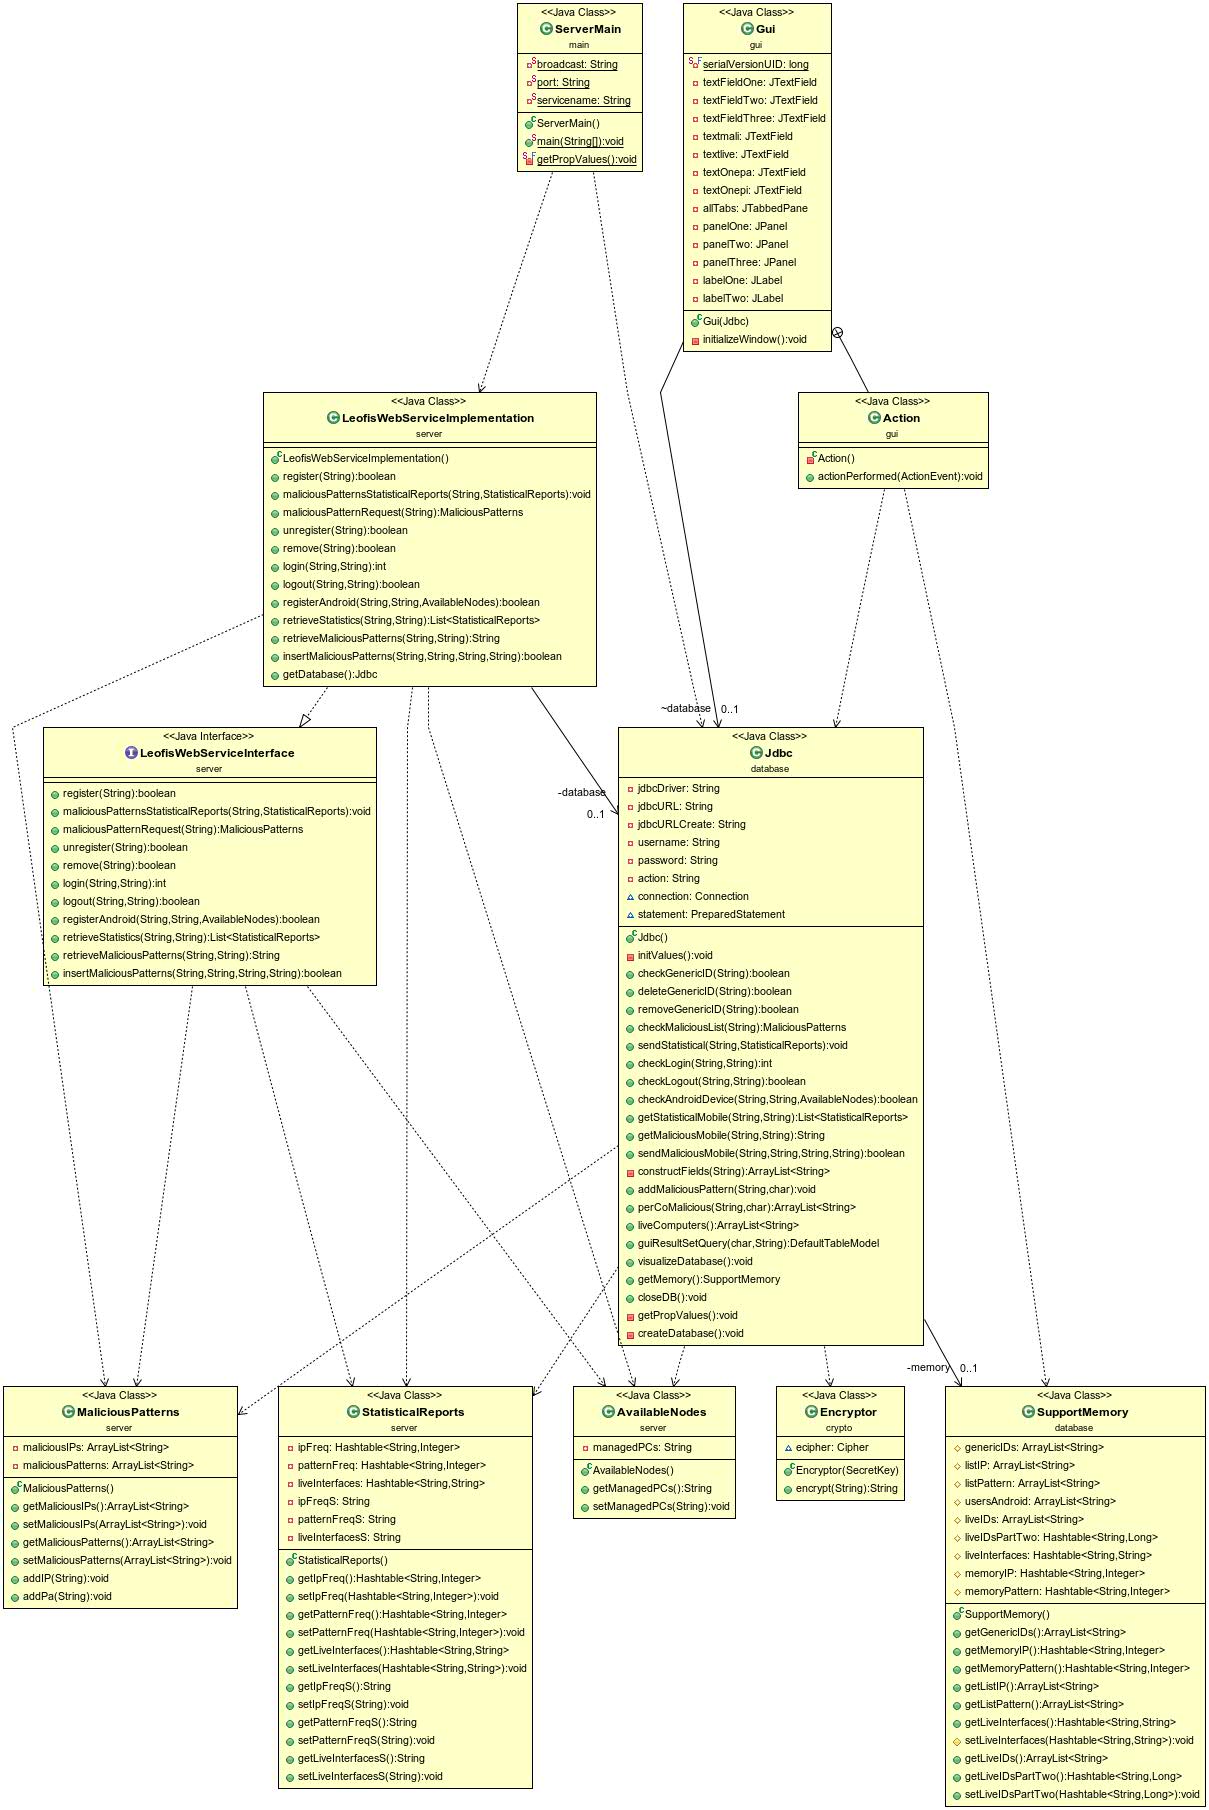 <<Java Class>>
ServerMain
main
broadcast: String
port: String
servicename: String
ServerMain()
main(String[]):void
getPropValues():void
<<Java Class>>
Gui
gui
serialVersionUID: long
textFieldOne: JTextField
textFieldTwo: JTextField
textFieldThree: JTextField
textmali: JTextField
textlive: JTextField
textOnepa: JTextField
textOnepi: JTextField
allTabs: JTabbedPane
panelOne: JPanel
panelTwo: JPanel
panelThree: JPanel
labelOne: JLabel
labelTwo: JLabel
Gui(Jdbc)
initializeWindow():void
<<Java Class>>
LeofisWebServiceImplementation
server
LeofisWebServiceImplementation()
register(String):boolean
maliciousPatternsStatisticalReports(String,StatisticalReports):void
maliciousPatternRequest(String):MaliciousPatterns
unregister(String):boolean
remove(String):boolean
login(String,String):int
logout(String,String):boolean
registerAndroid(String,String,AvailableNodes):boolean
retrieveStatistics(String,String):List<StatisticalReports>
retrieveMaliciousPatterns(String,String):String
insertMaliciousPatterns(String,String,String,String):boolean
getDatabase():Jdbc
<<Java Class>>
Action
gui
Action()
actionPerformed(ActionEvent):void
~database
0..1
-database
0..1
<<Java Interface>>
LeofisWebServiceInterface
server
register(String):boolean
maliciousPatternsStatisticalReports(String,StatisticalReports):void
maliciousPatternRequest(String):MaliciousPatterns
unregister(String):boolean
remove(String):boolean
login(String,String):int
logout(String,String):boolean
registerAndroid(String,String,AvailableNodes):boolean
retrieveStatistics(String,String):List<StatisticalReports>
retrieveMaliciousPatterns(String,String):String
insertMaliciousPatterns(String,String,String,String):boolean
<<Java Class>>
Jdbc
database
jdbcDriver: String
jdbcURL: String
jdbcURLCreate: String
username: String
password: String
action: String
connection: Connection
statement: PreparedStatement
Jdbc()
initValues():void
checkGenericID(String):boolean
deleteGenericID(String):boolean
removeGenericID(String):boolean
checkMaliciousList(String):MaliciousPatterns
sendStatistical(String,StatisticalReports):void
checkLogin(String,String):int
checkLogout(String,String):boolean
checkAndroidDevice(String,String,AvailableNodes):boolean
getStatisticalMobile(String,String):List<StatisticalReports>
getMaliciousMobile(String,String):String
sendMaliciousMobile(String,String,String,String):boolean
constructFields(String):ArrayList<String>
addMaliciousPattern(String,char):void
perCoMalicious(String,char):ArrayList<String>
liveComputers():ArrayList<String>
guiResultSetQuery(char,String):DefaultTableModel
visualizeDatabase():void
getMemory():SupportMemory
closeDB():void
getPropValues():void
createDatabase():void
-memory
0..1
<<Java Class>>
MaliciousPatterns
server
maliciousIPs: ArrayList<String>
maliciousPatterns: ArrayList<String>
MaliciousPatterns()
getMaliciousIPs():ArrayList<String>
setMaliciousIPs(ArrayList<String>):void
getMaliciousPatterns():ArrayList<String>
setMaliciousPatterns(ArrayList<String>):void
addIP(String):void
addPa(String):void
<<Java Class>>
StatisticalReports
server
ipFreq: Hashtable<String,Integer>
patternFreq: Hashtable<String,Integer>
liveInterfaces: Hashtable<String,String>
ipFreqS: String
patternFreqS: String
liveInterfacesS: String
StatisticalReports()
getIpFreq():Hashtable<String,Integer>
setIpFreq(Hashtable<String,Integer>):void
getPatternFreq():Hashtable<String,Integer>
setPatternFreq(Hashtable<String,Integer>):void
getLiveInterfaces():Hashtable<String,String>
setLiveInterfaces(Hashtable<String,String>):void
getIpFreqS():String
setIpFreqS(String):void
getPatternFreqS():String
setPatternFreqS(String):void
getLiveInterfacesS():String
setLiveInterfacesS(String):void
<<Java Class>>
AvailableNodes
server
managedPCs: String
AvailableNodes()
getManagedPCs():String
setManagedPCs(String):void
<<Java Class>>
Encryptor
crypto
ecipher: Cipher
Encryptor(SecretKey)
encrypt(String):String
<<Java Class>>
SupportMemory
database
genericIDs: ArrayList<String>
listIP: ArrayList<String>
listPattern: ArrayList<String>
usersAndroid: ArrayList<String>
liveIDs: ArrayList<String>
liveIDsPartTwo: Hashtable<String,Long>
liveInterfaces: Hashtable<String,String>
memoryIP: Hashtable<String,Integer>
memoryPattern: Hashtable<String,Integer>
SupportMemory()
getGenericIDs():ArrayList<String>
getMemoryIP():Hashtable<String,Integer>
getMemoryPattern():Hashtable<String,Integer>
getListIP():ArrayList<String>
getListPattern():ArrayList<String>
getLiveInterfaces():Hashtable<String,String>
setLiveInterfaces(Hashtable<String,String>):void
getLiveIDs():ArrayList<String>
getLiveIDsPartTwo():Hashtable<String,Long>
setLiveIDsPartTwo(Hashtable<String,Long>):void